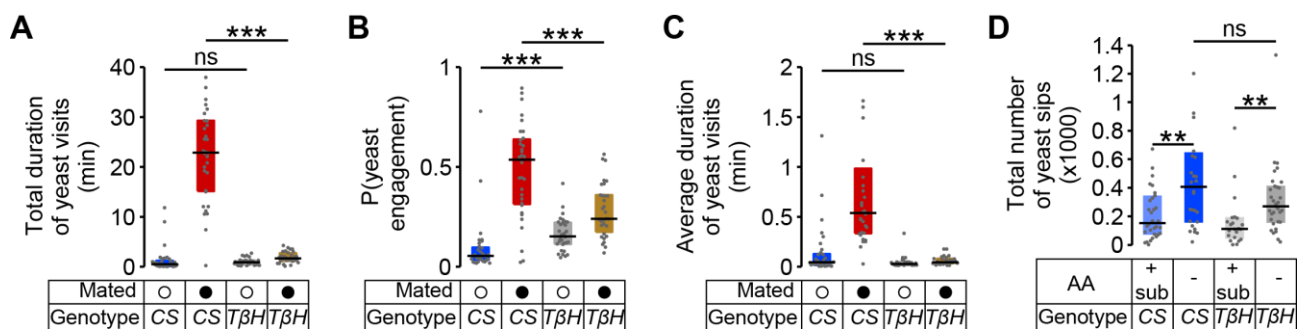 A
***
ns
Total duration
of yeast visits
(min)
40
30
20
10
0
Mated
Genotype CS CS TβH TβH
B
***
***
P(yeast
engagement)
1
0.5
0
Mated
Genotype CS CS TβH TβH
C
***
ns
Average duration
of yeast visits
(min)
2
1.5
1
0.5
0
Mated
Genotype CS CS TβH TβH
D
ns
**
**
Total number
of yeast sips
(x1000)
1.4
1.2
1
0.8
0.6
0.4
0.2
0
AA + sub - + sub -
Genotype CS CS TβH TβH